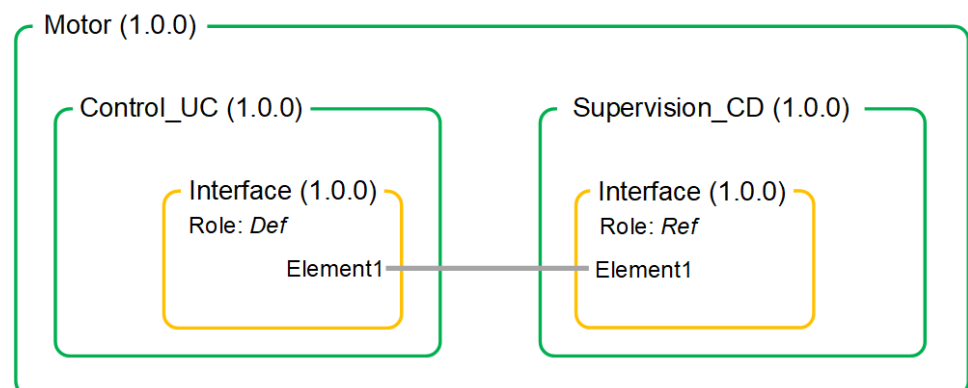 Motor (1.0.0)
Control_UC (1.0.0)
Supervision_CD (1.0.0)
Interface (1.0.0)
Interface (1.0.0)
Role: Def
Role: Ref
Element1
Element1